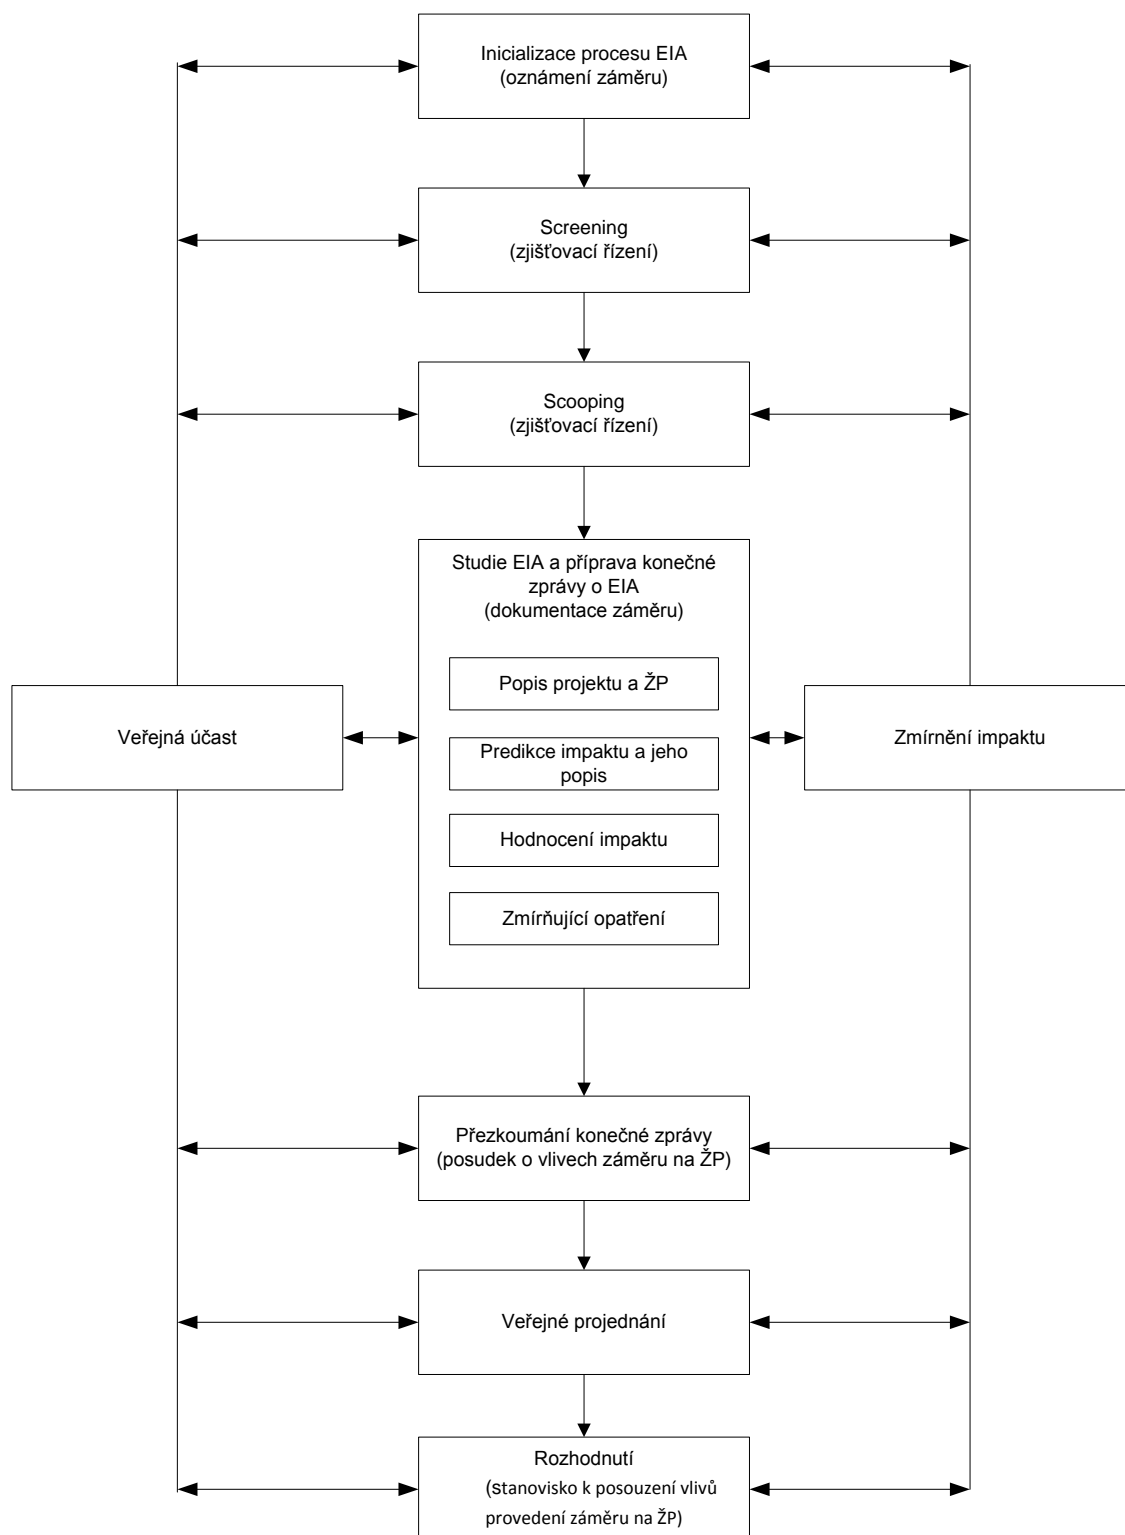 Inicializace procesu EIA
(oznámení záměru)
Screening
(zjišťovací řízení)
Scooping
(zjišťovací řízení)
Studie EIA a příprava konečné
zprávy o EIA
(dokumentace záměru)
Popis projektu a ŽP
Veřejná účast
Predikce impaktu a jeho
popis
Zmírnění impaktu
Hodnocení impaktu
Zmírňující opatření
Přezkoumání konečné zprávy
(posudek o vlivech záměru na ŽP)
Veřejné projednání
Rozhodnutí
(stanovisko k posouzení vlivů
provedení záměru na ŽP)